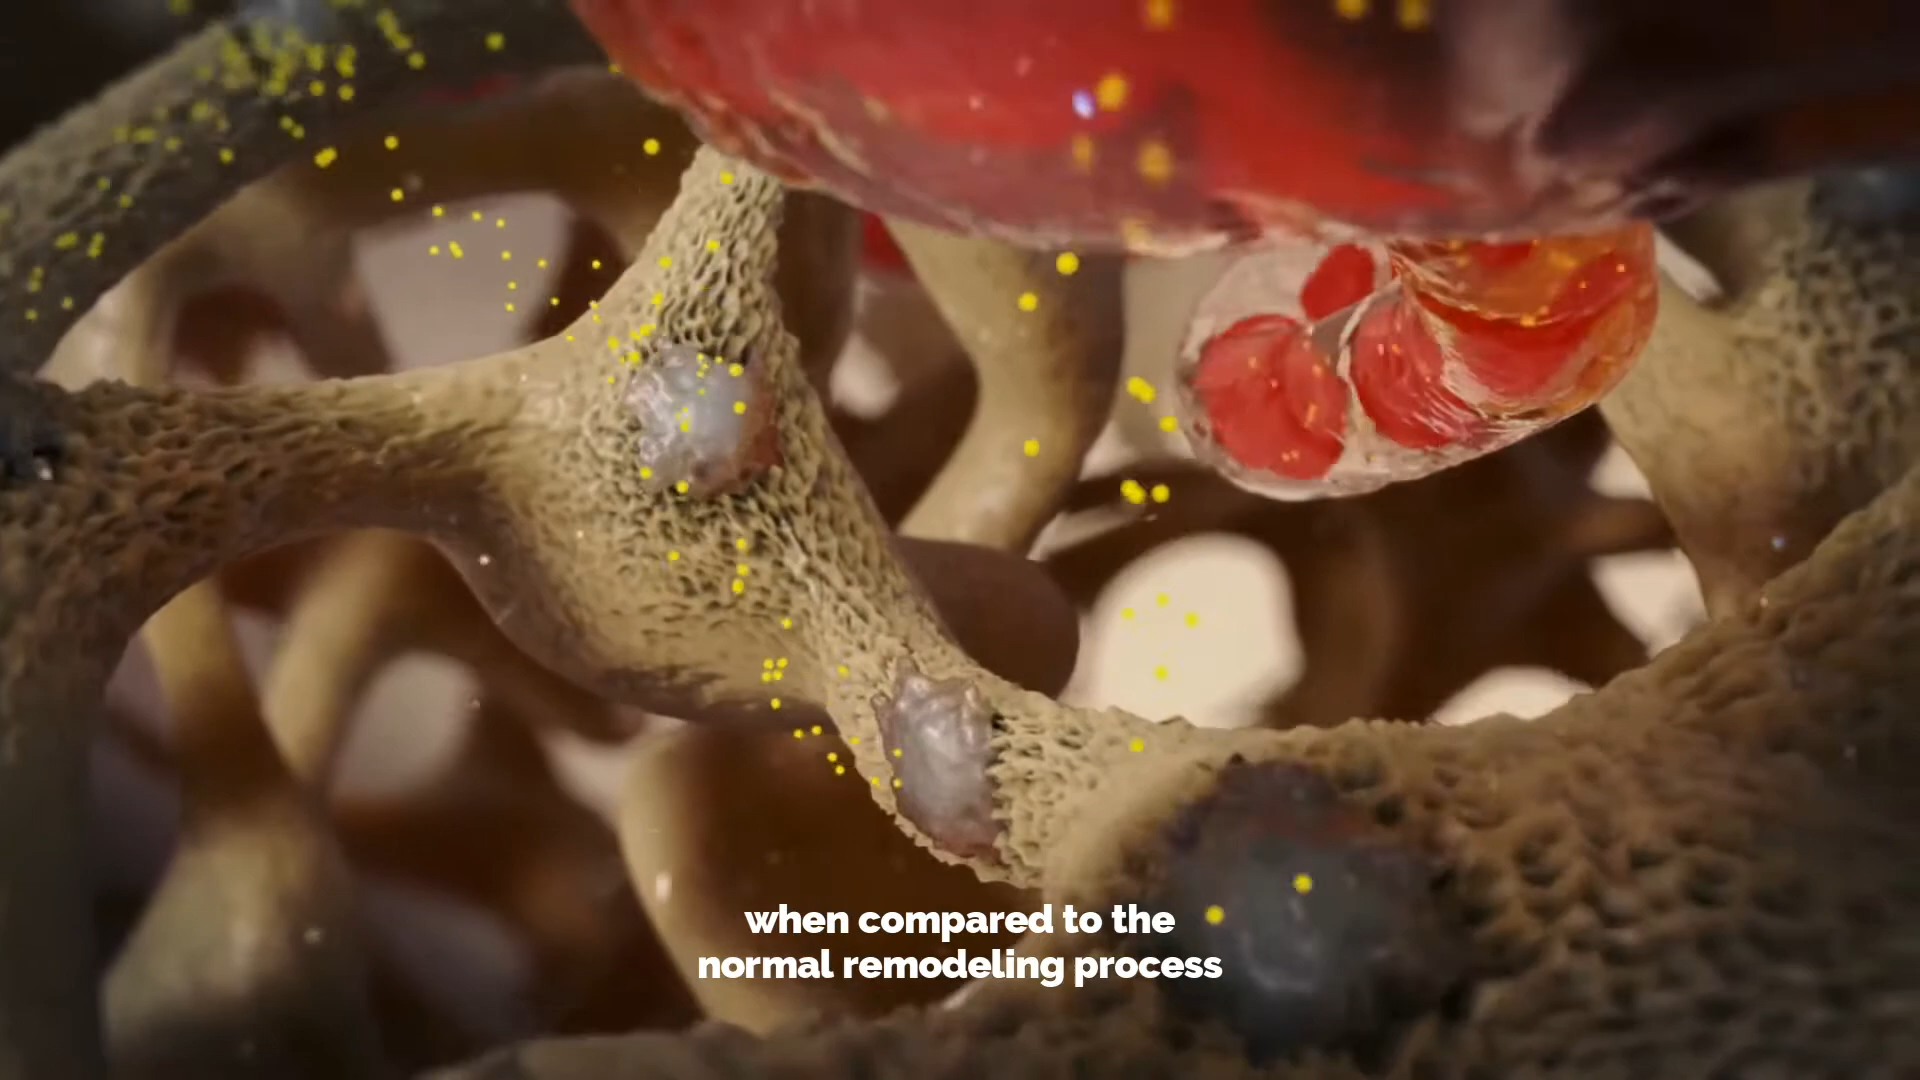 when compared to the
normal remodeling process